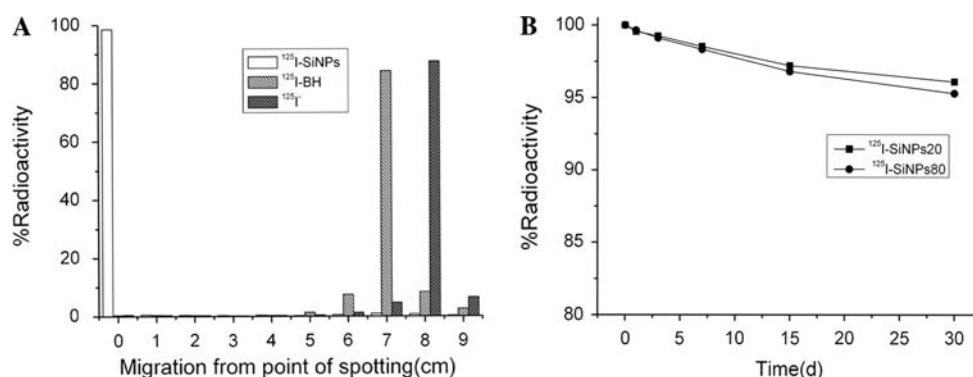 A
100
80
60
40
20
0
%Radioactivity
¹²⁵I-SiNPs
¹²⁵I-BH
¹²⁵I⁻
0 1 2 3 4 5 6 7 8 9
Migration from point of spotting(cm)
B
100
95
90
85
80
%Radioactivity
¹²⁵I-SiNPs20
¹²⁵I-SiNPs80
0 5 10 15 20 25 30
Time(d)